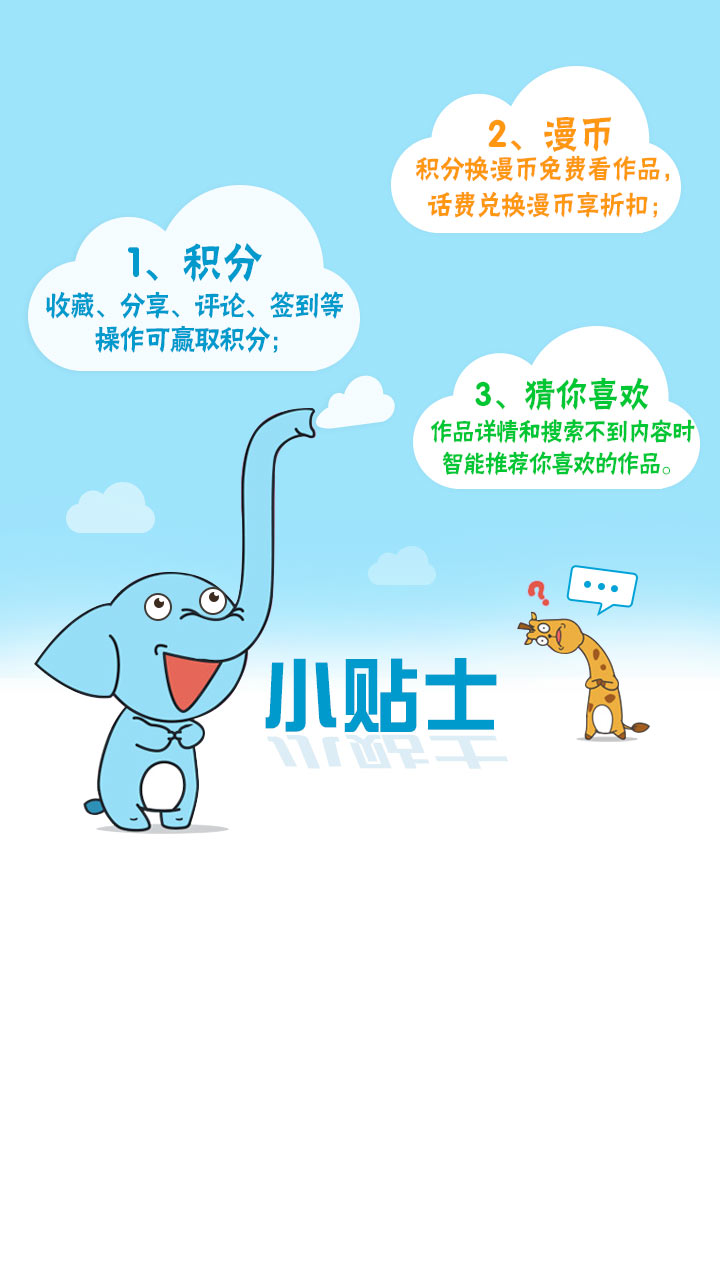 1、积分
收藏、分享、评论、签到等
操作可赢取积分；
2、漫币
积分换漫币免费看作品，
话费兑换漫币享折扣；
3、猜你喜欢
作品详情和搜索不到内容时
智能推荐你喜欢的作品。
?
小贴士